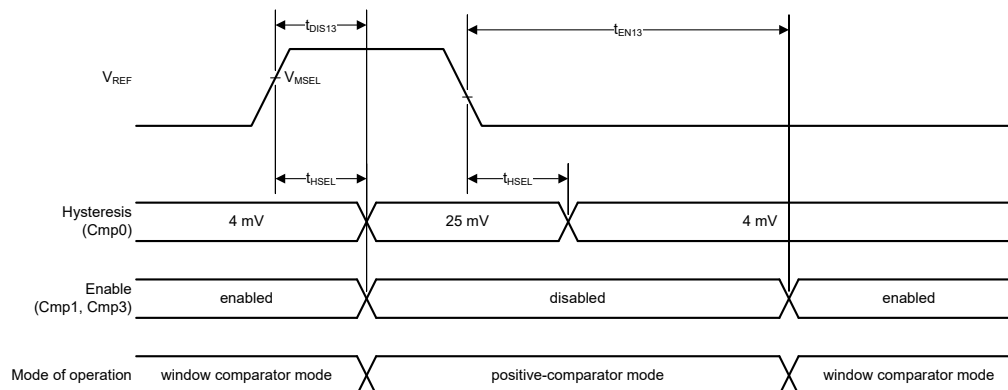 tDIS13
tEN13
VREF
VMSEL
tHSEL
tHSEL
Hysteresis
(Cmp0)
4 mV
25 mV
4 mV
Enable
(Cmp1, Cmp3)
enabled
disabled
enabled
Mode of operation
window comparator mode
positive-comparator mode
window comparator mode